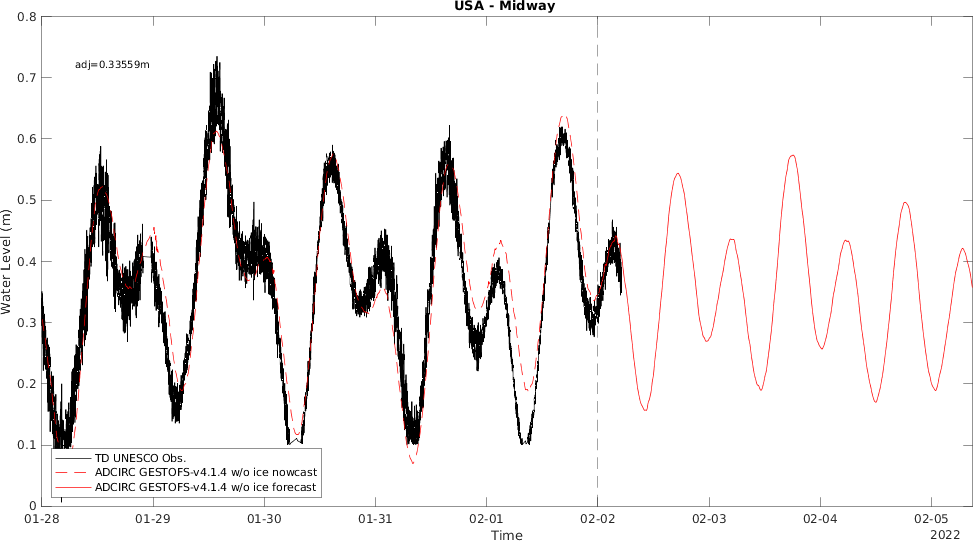 USA - Midway
0.8
adj=0.33559m
0.7
0.6
0.5
0.4
0.3
0.2
0.1
0
Water Level (m)
TD UNESCO Obs.
ADCIRC GESTOFS-v4.1.4 w/o ice nowcast
ADCIRC GESTOFS-v4.1.4 w/o ice forecast
01-28 01-29 01-30 01-31 02-01 02-02 02-03 02-04 02-05
Time
2022